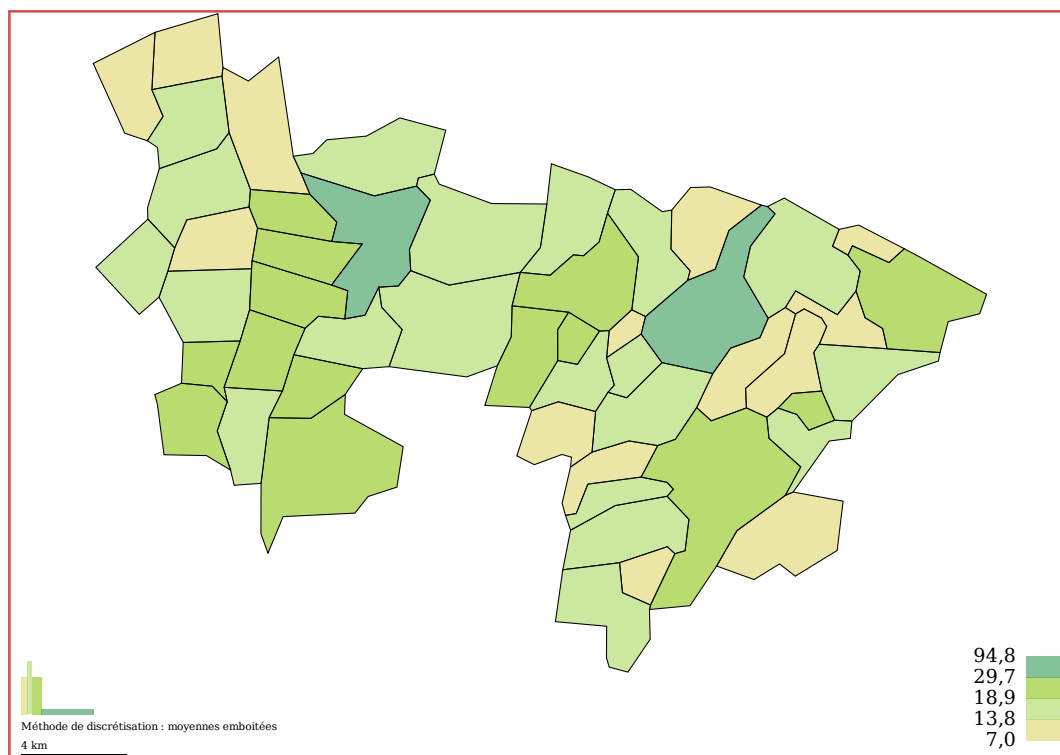 94,8
29,7
18,9
13,8
7,0
Méthode de discrétisation : moyennes emboitées
4 km